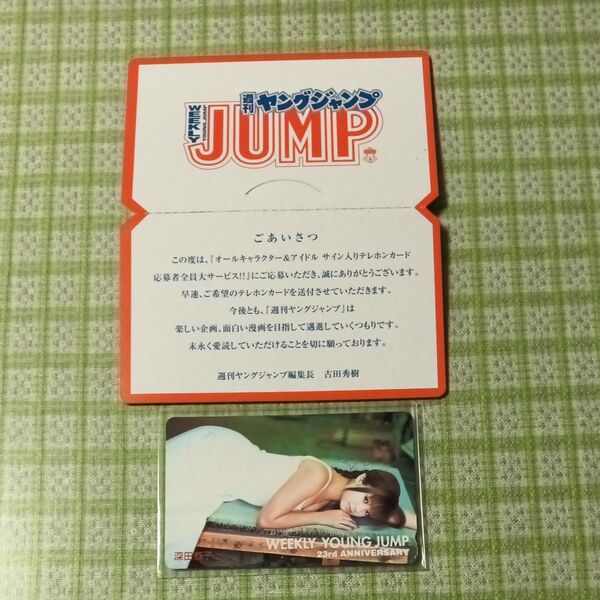 WEEKLY
YOUNG JUMP
週刊
ヤングジャンプ
JUMP
ごあいさつ
この度は、『オールキャラクター&アイドル サイン入りテレホンカード
応募者全員大サービス!!』にご応募いただき、誠にありがとうございます。
早速、ご希望のテレホンカードを送付させていただきます。
今後とも、『週刊ヤングジャンプ』は
楽しい企画、面白い漫画を目指して邁進していくつもりです。
末永く愛読していただけることを切に願っております。
週刊ヤングジャンプ編集長 古田秀樹
WEEKLY YOUNG JUMP
23rd ANNIVERSARY
深田恭子